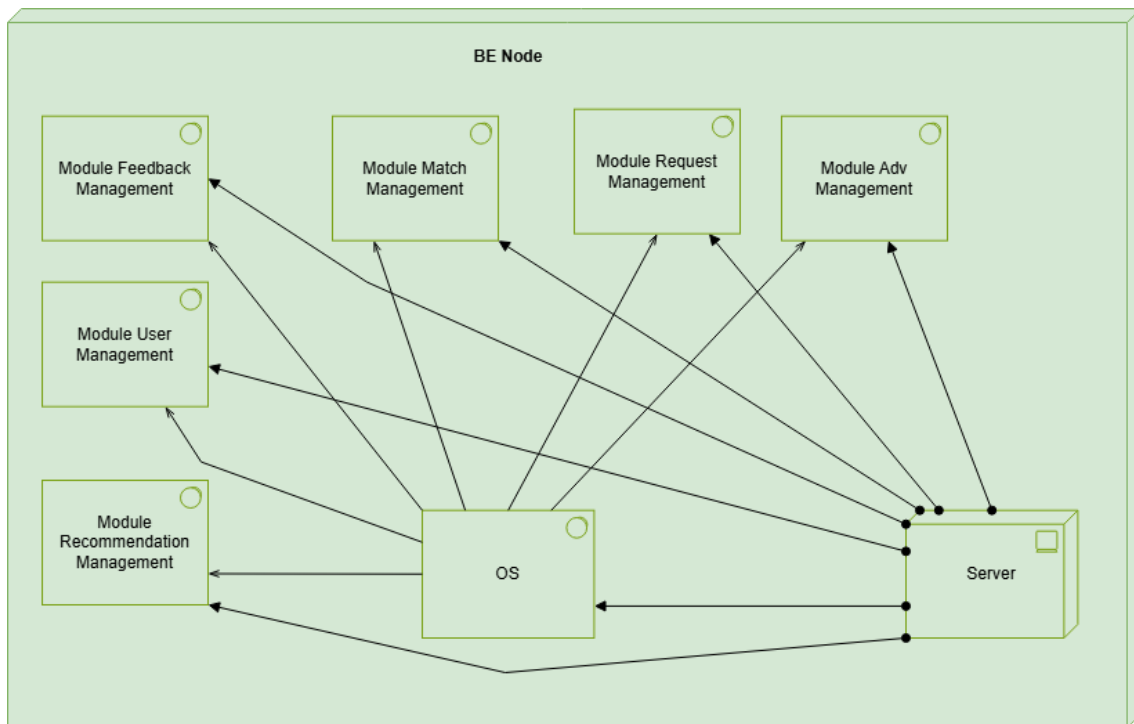 BE Node
Module Feedback
Management
Module Match
Management
Module Request
Management
Module Adv
Management
Module User
Management
Module
Recommendation
Management
OS
Server